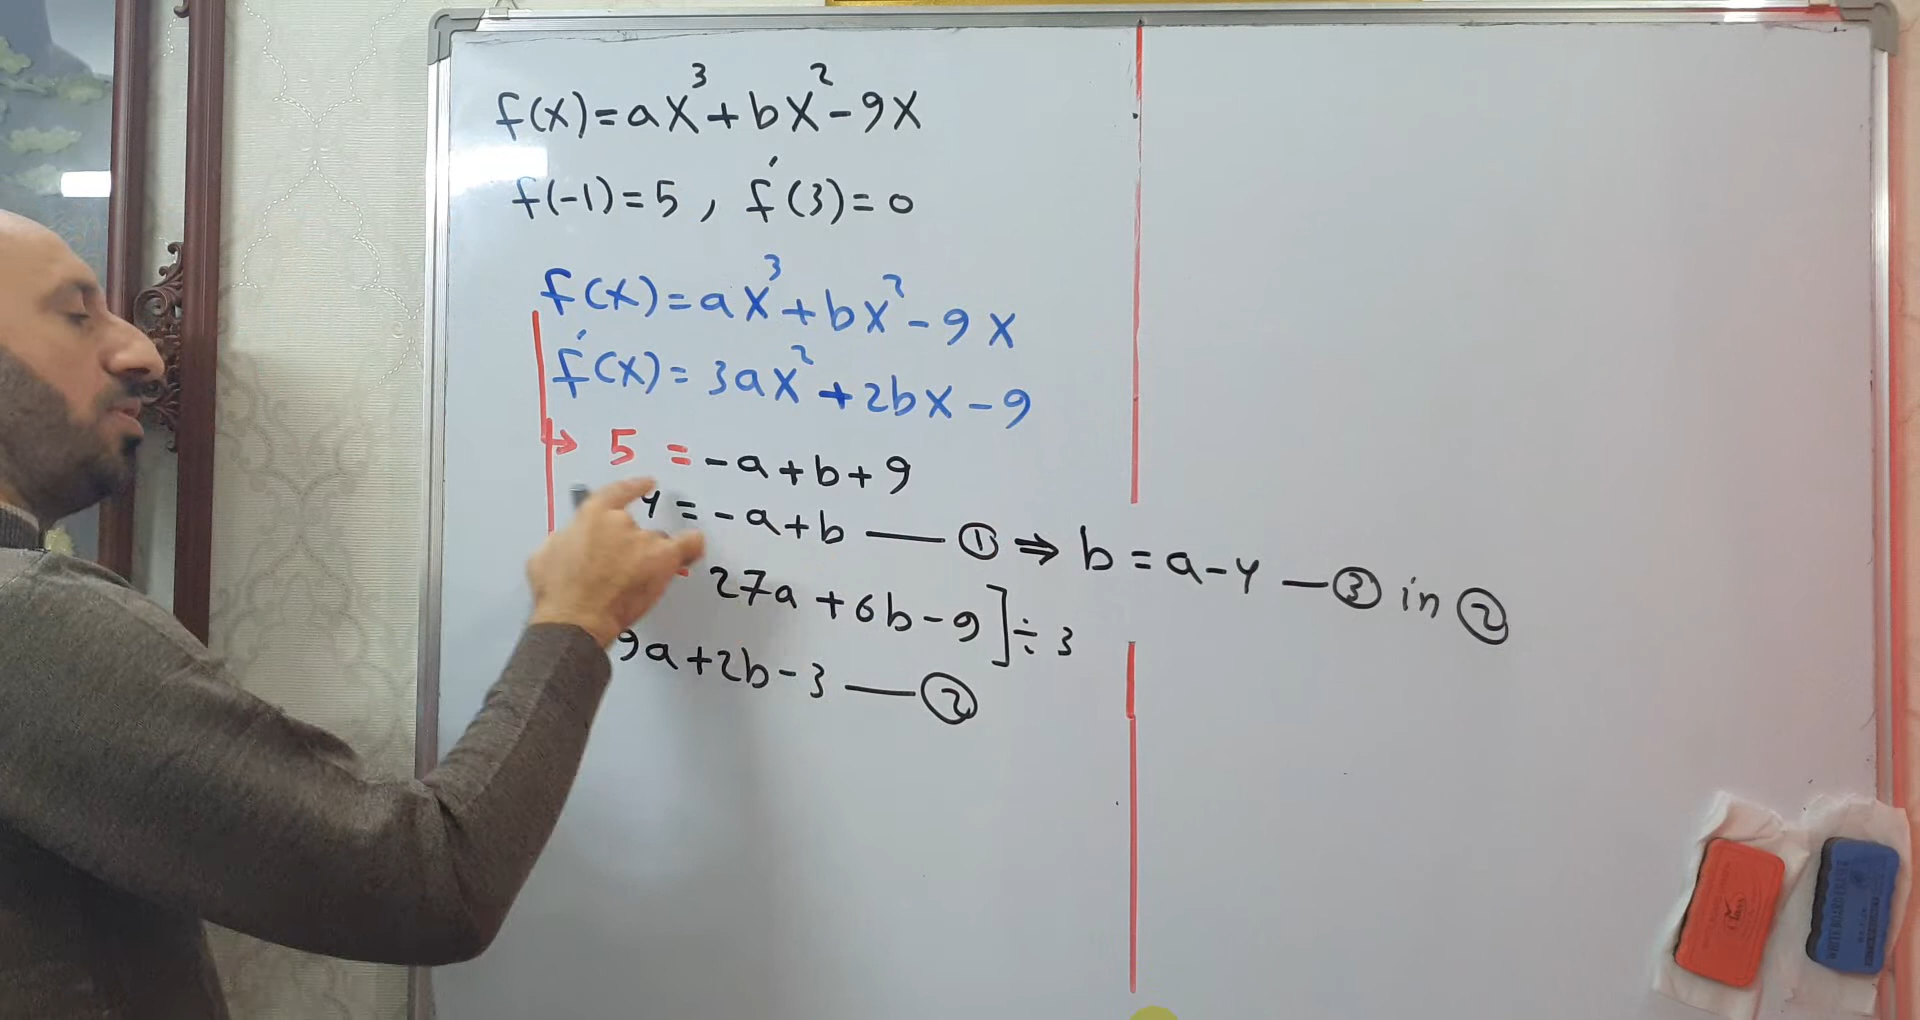 f(x)=ax³+bx²-9x
f(-1)=5 , f′(3)=0
f(x)=ax³+bx²-9x
f′(x)=3ax²+2bx-9
5 = -a+b+9
4 = -a+b — ① ⇒ b = a-4 — ③ in ②
= 27a+6b-9]÷3
9a+2b-3 — ②